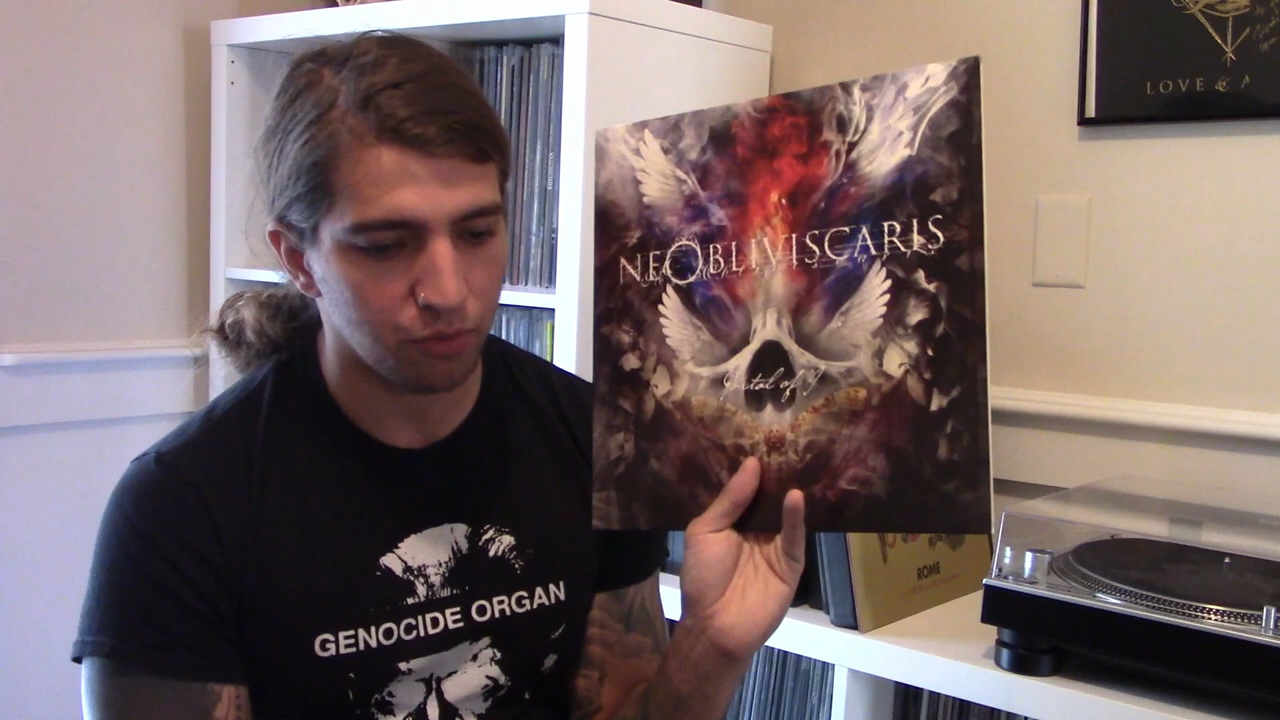 LOVE & A
NE OBLIVISCARIS
Portal of I
ROME
GENOCIDE ORGAN